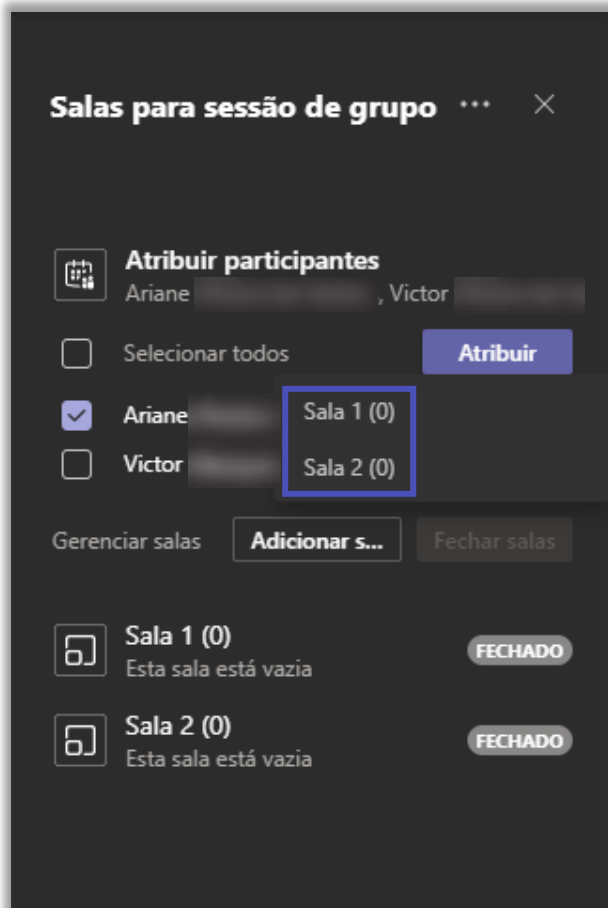 Salas para sessão de grupo ...
Atribuir participantes
Ariane , Victor
Selecionar todos
Atribuir
Ariane
Sala 1 (0)
Victor
Sala 2 (0)
Gerenciar salas
Adicionar s...
Fechar salas
Sala 1 (0)
FECHADO
Esta sala está vazia
Sala 2 (0)
FECHADO
Esta sala está vazia